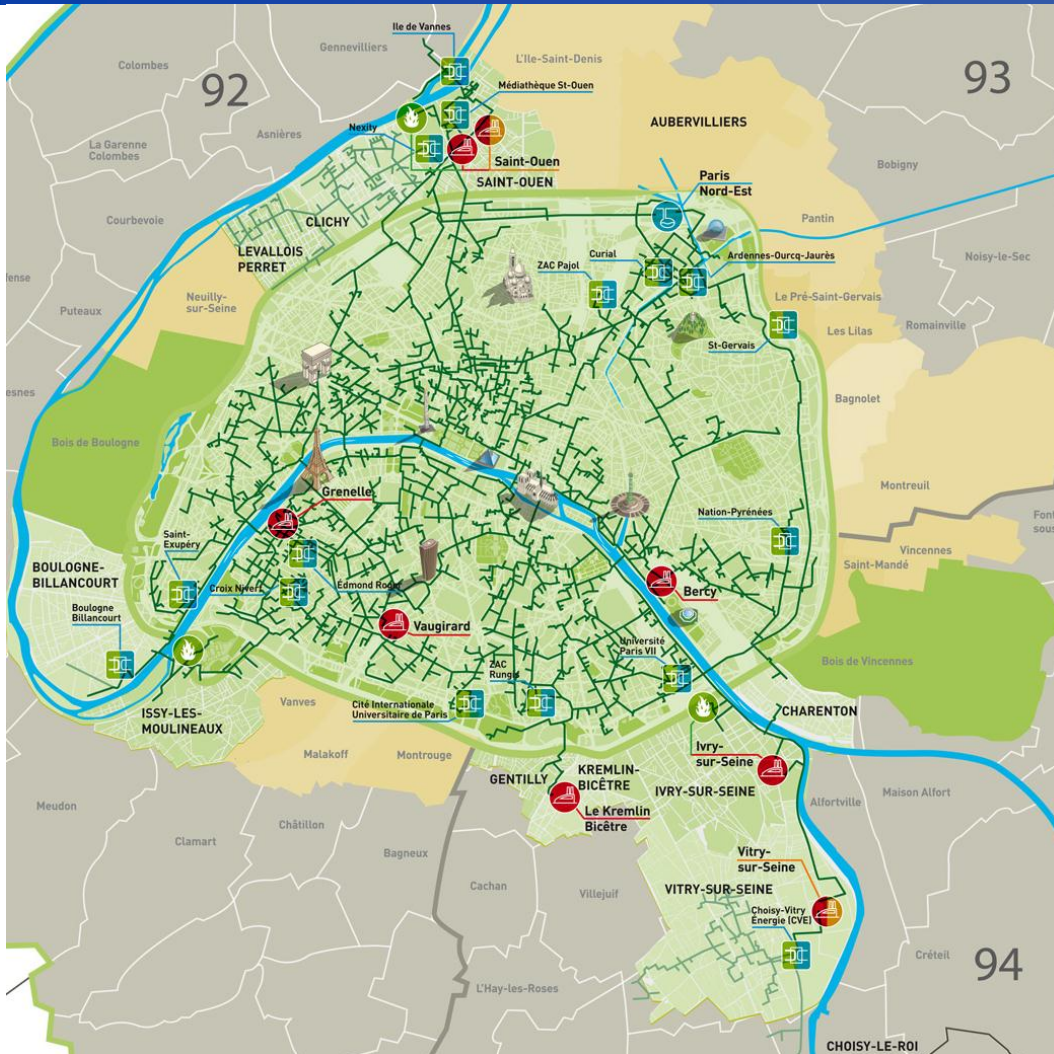 Ile de Vannes
Gennevilliers
L'Ile-Saint-Denis
Colombes
92
93
Médiathèque St-Ouen
AUBERVILLIERS
Asnières
Nexity
La Garenne
Colombes
Bobigny
Saint-Ouen
SAINT-OUEN
Paris
Nord-Est
Courbevoie
CLICHY
Pantin
LEVALLOIS
PERRET
Curial
Ardennes-Ourcq-Jaurès
Noisy-le-Sec
ZAC Pajol
fense
Neuilly-
sur-Seine
Le Pré-Saint-Gervais
Puteaux
Les Lilas
Romainville
St-Gervais
esnes
Bagnolet
Bois de Boulogne
Montreuil
Grenelle
Nation-Pyrénées
Font
sous
Saint-
Exupéry
Vincennes
Saint-Mandé
BOULOGNE-
BILLANCOURT
Croix Nivert
Édmond Roger
Bercy
Boulogne
Billancourt
Vaugirard
Université
Paris VII
Bois de Vincennes
ZAC
Rungis
Vanves
Cité Internationale
Universitaire de Paris
ISSY-LES-
MOULINEAUX
CHARENTON
Malakoff
Montrouge
Ivry-
sur-Seine
GENTILLY
KREMLIN-
BICÊTRE
IVRY-SUR-SEINE
Meudon
Alfortville
Maison Alfort
Le Kremlin
Bicêtre
Châtillon
Clamart
Bagneux
Vitry-
sur-Seine
Cachan
Villejuif
VITRY-SUR-SEINE
Choisy-Vitry
Énergie (CVE)
Créteil
94
L'Hay-les-Roses
CHOISY-LE-ROI